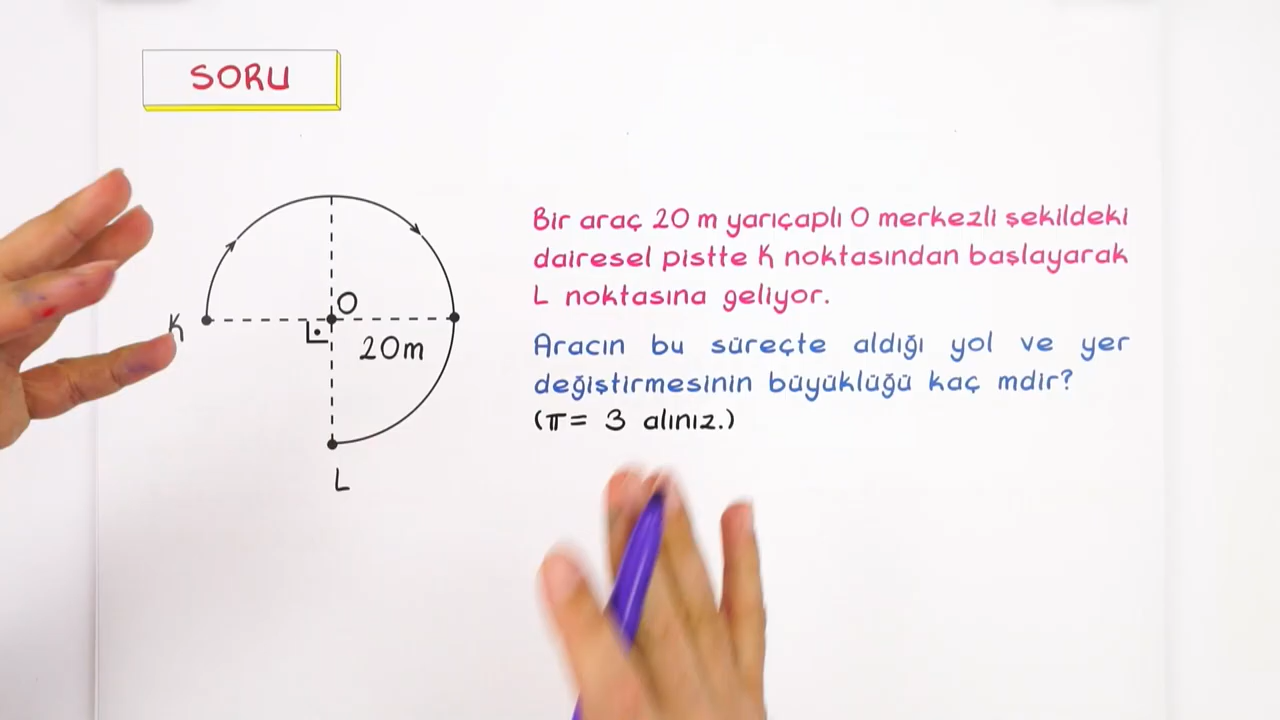 SORU
K
O
20m
L
Bir araç 20 m yarıçaplı O merkezli şekildeki
dairesel pistte K noktasından başlayarak
L noktasına geliyor.
Aracın bu süreçte aldığı yol ve yer
değiştirmesinin büyüklüğü kaç mdir?
(π= 3 alınız.)